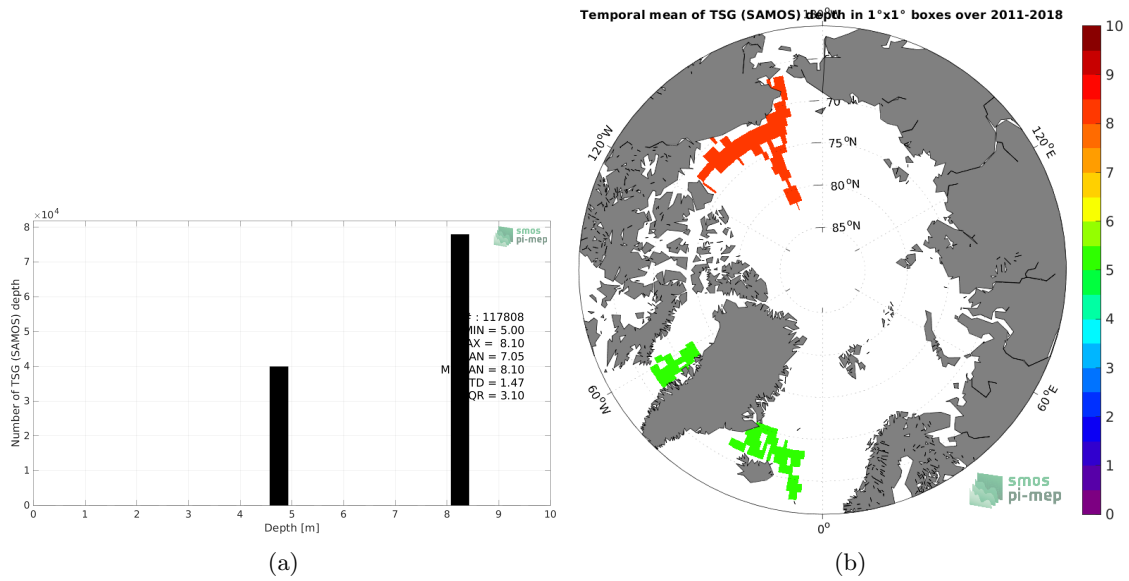 Temporal mean of TSG (SAMOS) depth in 1°x1° boxes over 2011-2018
×10⁴
8
7
6
5
4
3
2
1
0
Number of TSG (SAMOS) depth
smos
pi-mep
: 117808
MIN = 5.00
AX = 8.10
AN = 7.05
M AN = 8.10
TD = 1.47
QR = 3.10
0 1 2 3 4 5 6 7 8 9 10
Depth [m]
(a)
180°W
120°W
120°E
70
75°N
80°N
85°N
60°W
60°E
0°
smos
pi-mep
10
9
8
7
6
5
4
3
2
1
0
(b)